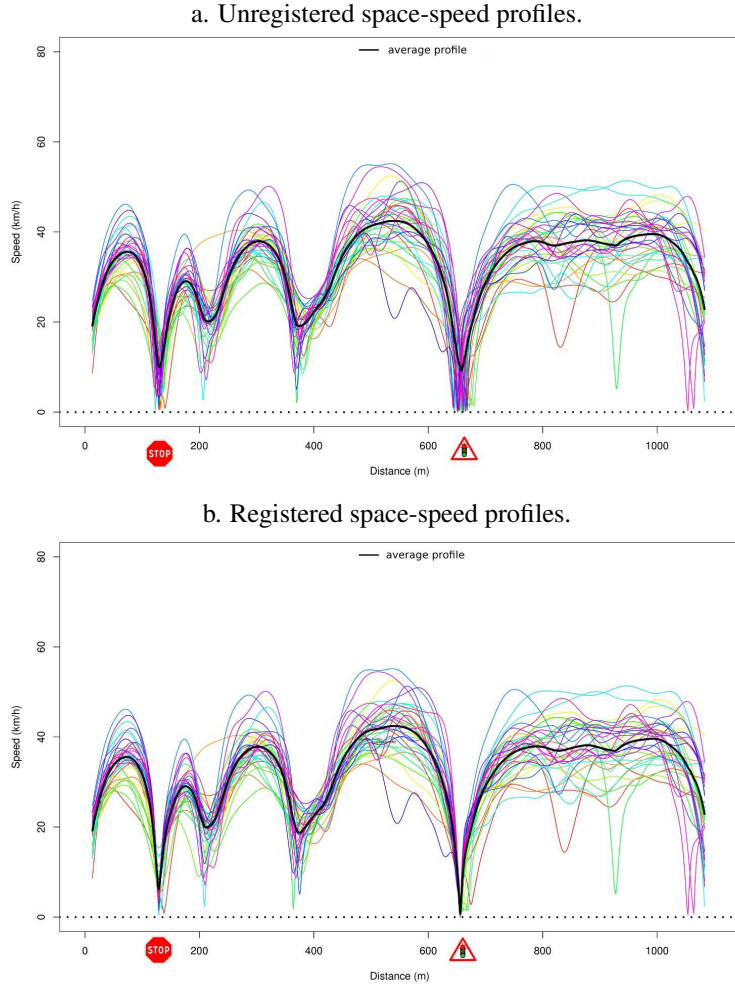 a. Unregistered space-speed profiles.
average profile
80
60
40
20
0
Speed (km/h)
0 200 400 600 800 1000
STOP
Distance (m)
b. Registered space-speed profiles.
average profile
80
60
40
20
0
Speed (km/h)
0 200 400 600 800 1000
STOP
Distance (m)